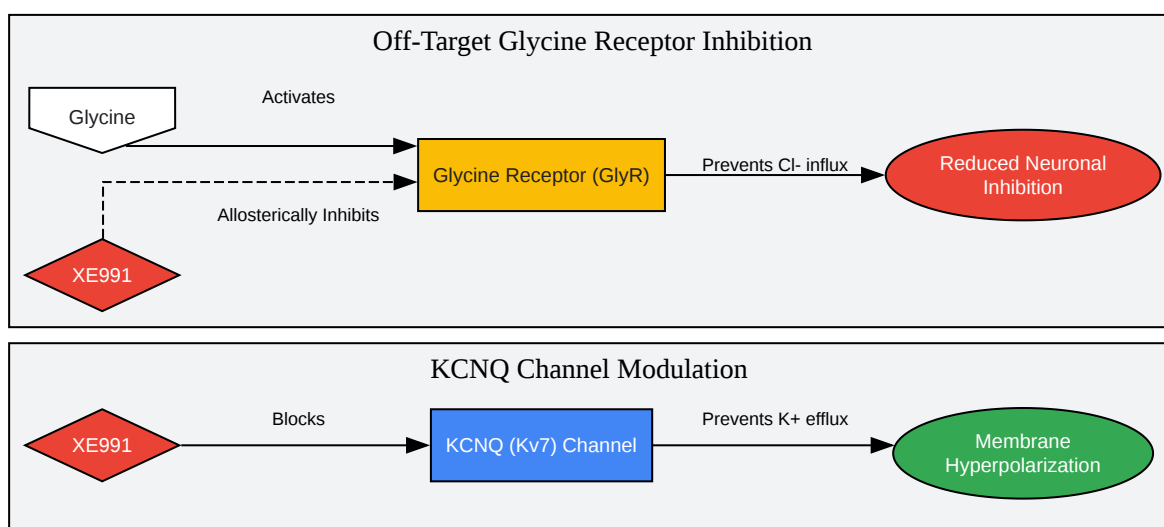 Off-Target Glycine Receptor Inhibition
Activates
Glycine
Glycine Receptor (GlyR)
Prevents Cl- influx
Reduced Neuronal
Inhibition
Allosterically Inhibits
XE991
KCNQ Channel Modulation
XE991
Blocks
KCNQ (Kv7) Channel
Prevents K+ efflux
Membrane
Hyperpolarization